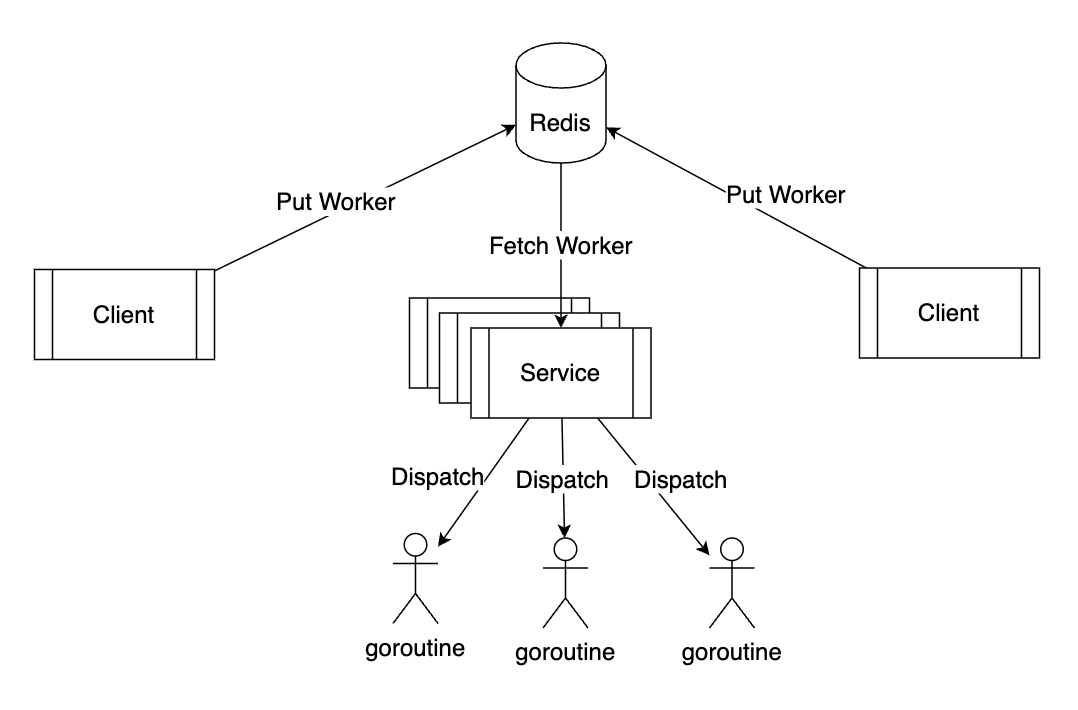 Redis
Put Worker
Put Worker
Fetch Worker
Client
Client
Service
Dispatch
Dispatch
Dispatch
goroutine
goroutine
goroutine